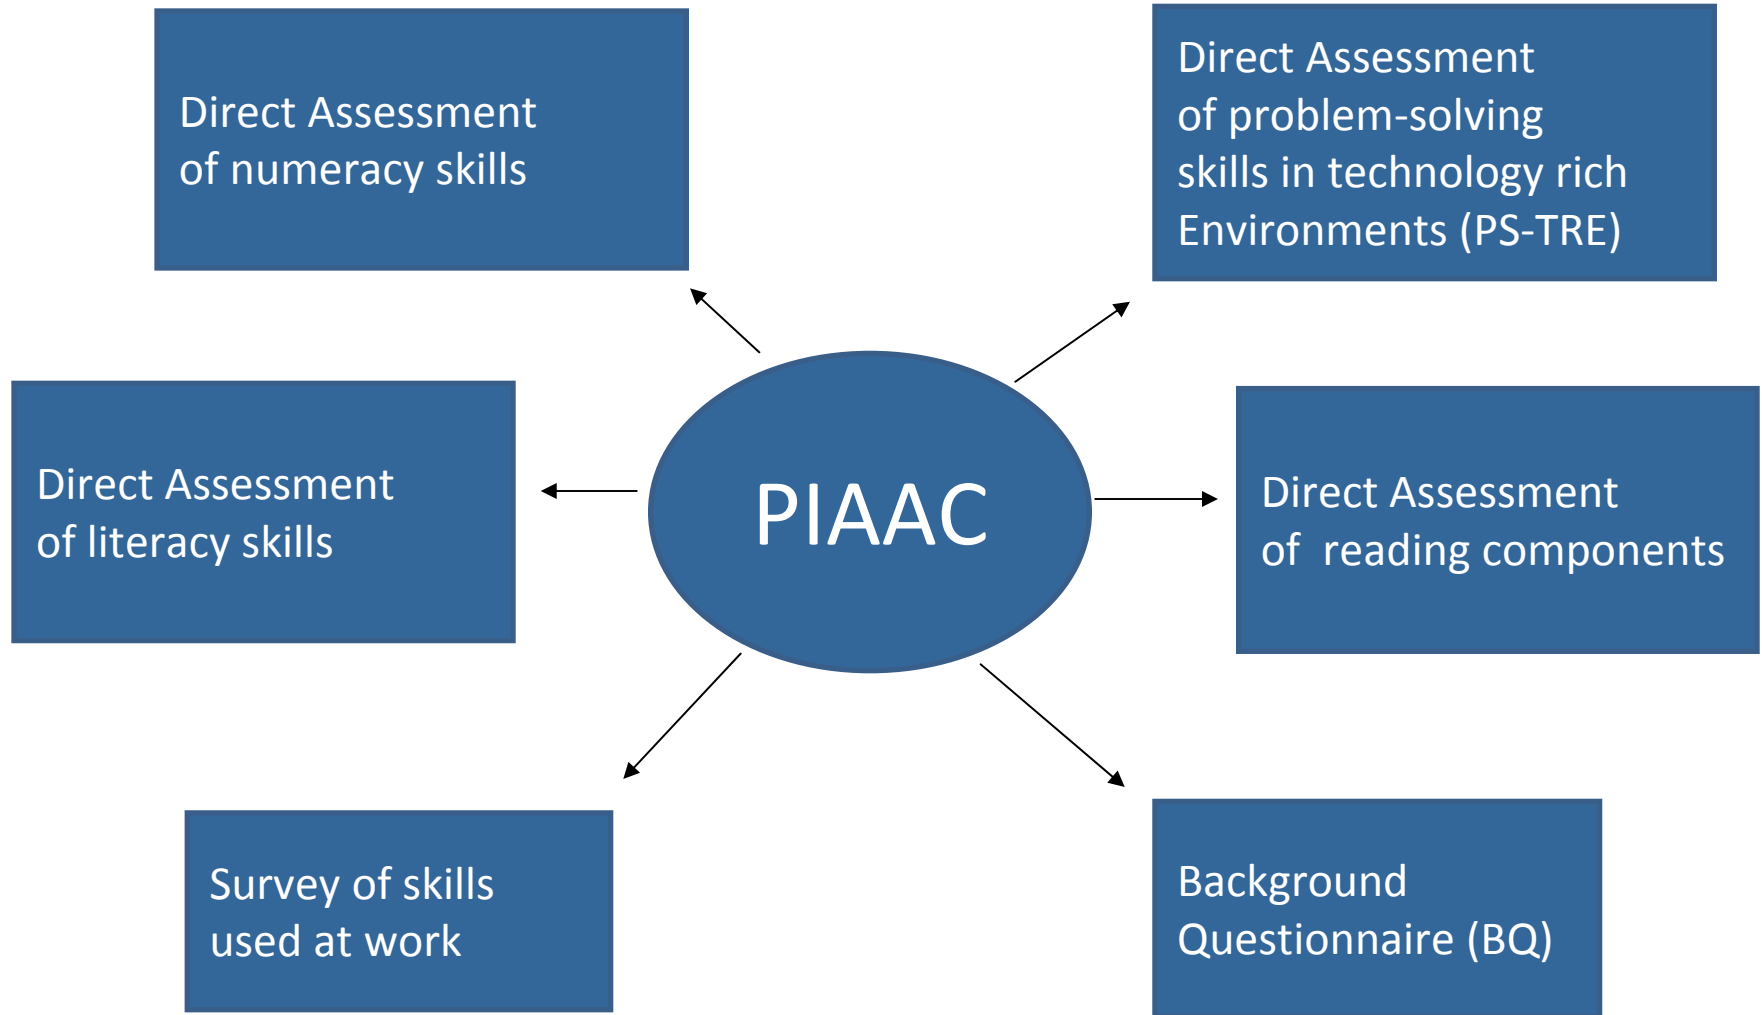 Direct Assessment
of numeracy skills
Direct Assessment
of problem-solving
skills in technology rich
Environments (PS-TRE)
Direct Assessment
of literacy skills
PIAAC
Direct Assessment
of  reading components
Survey of skills
used at work
Background
Questionnaire (BQ)